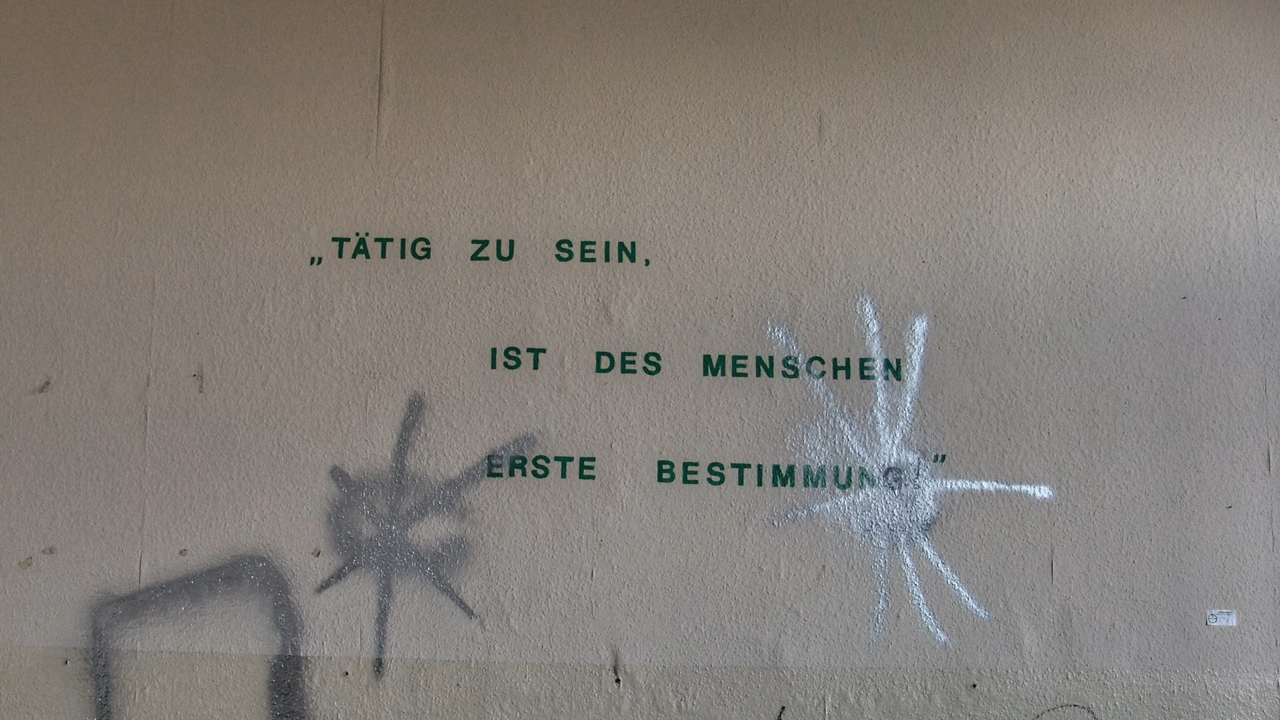 „TÄTIG ZU SEIN,
IST DES MENSCHEN
ERSTE BESTIMMUNG!”